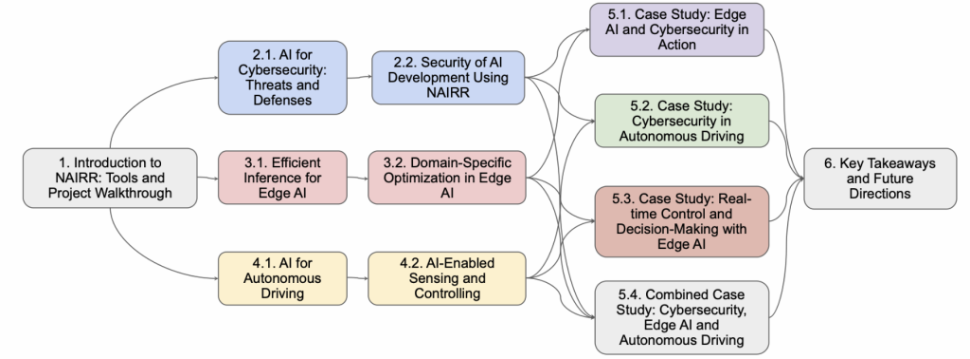 1. Introduction to
NAIRR: Tools and
Project Walkthrough
2.1. AI for
Cybersecurity:
Threats and
Defenses
2.2. Security of AI
Development Using
NAIRR
3.1. Efficient
Inference for
Edge AI
3.2. Domain-Specific
Optimization in Edge
AI
4.1. AI for
Autonomous
Driving
4.2. AI-Enabled
Sensing and
Controlling
5.1. Case Study: Edge
AI and Cybersecurity in
Action
5.2. Case Study:
Cybersecurity in
Autonomous Driving
5.3. Case Study: Real-
time Control and
Decision-Making with
Edge AI
5.4. Combined Case
Study: Cybersecurity,
Edge AI and
Autonomous Driving
6. Key Takeaways
and Future
Directions